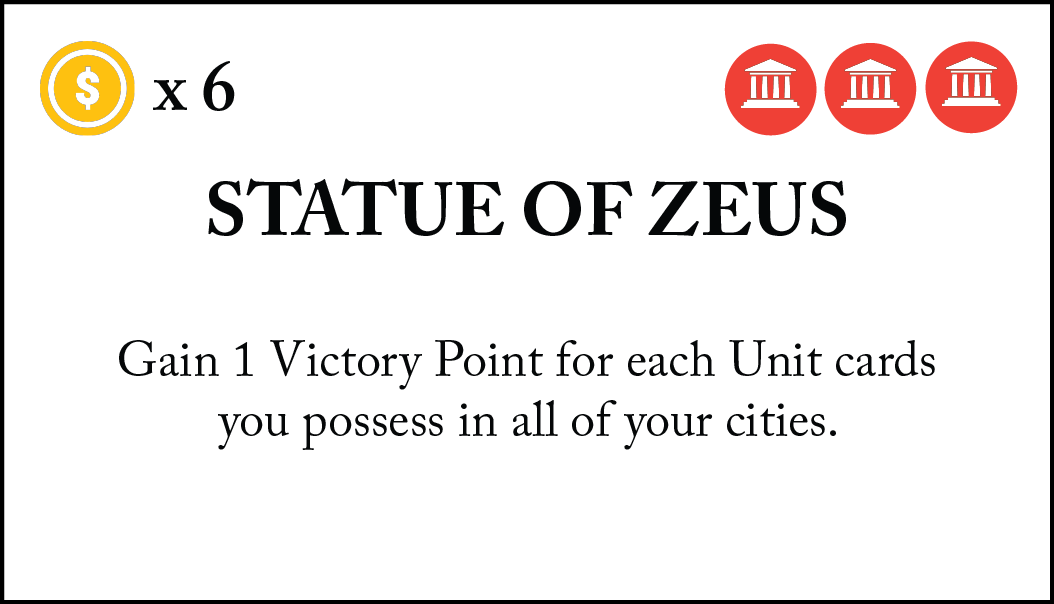 $ x 6
STATUE OF ZEUS
Gain 1 Victory Point for each Unit cards
you possess in all of your cities.